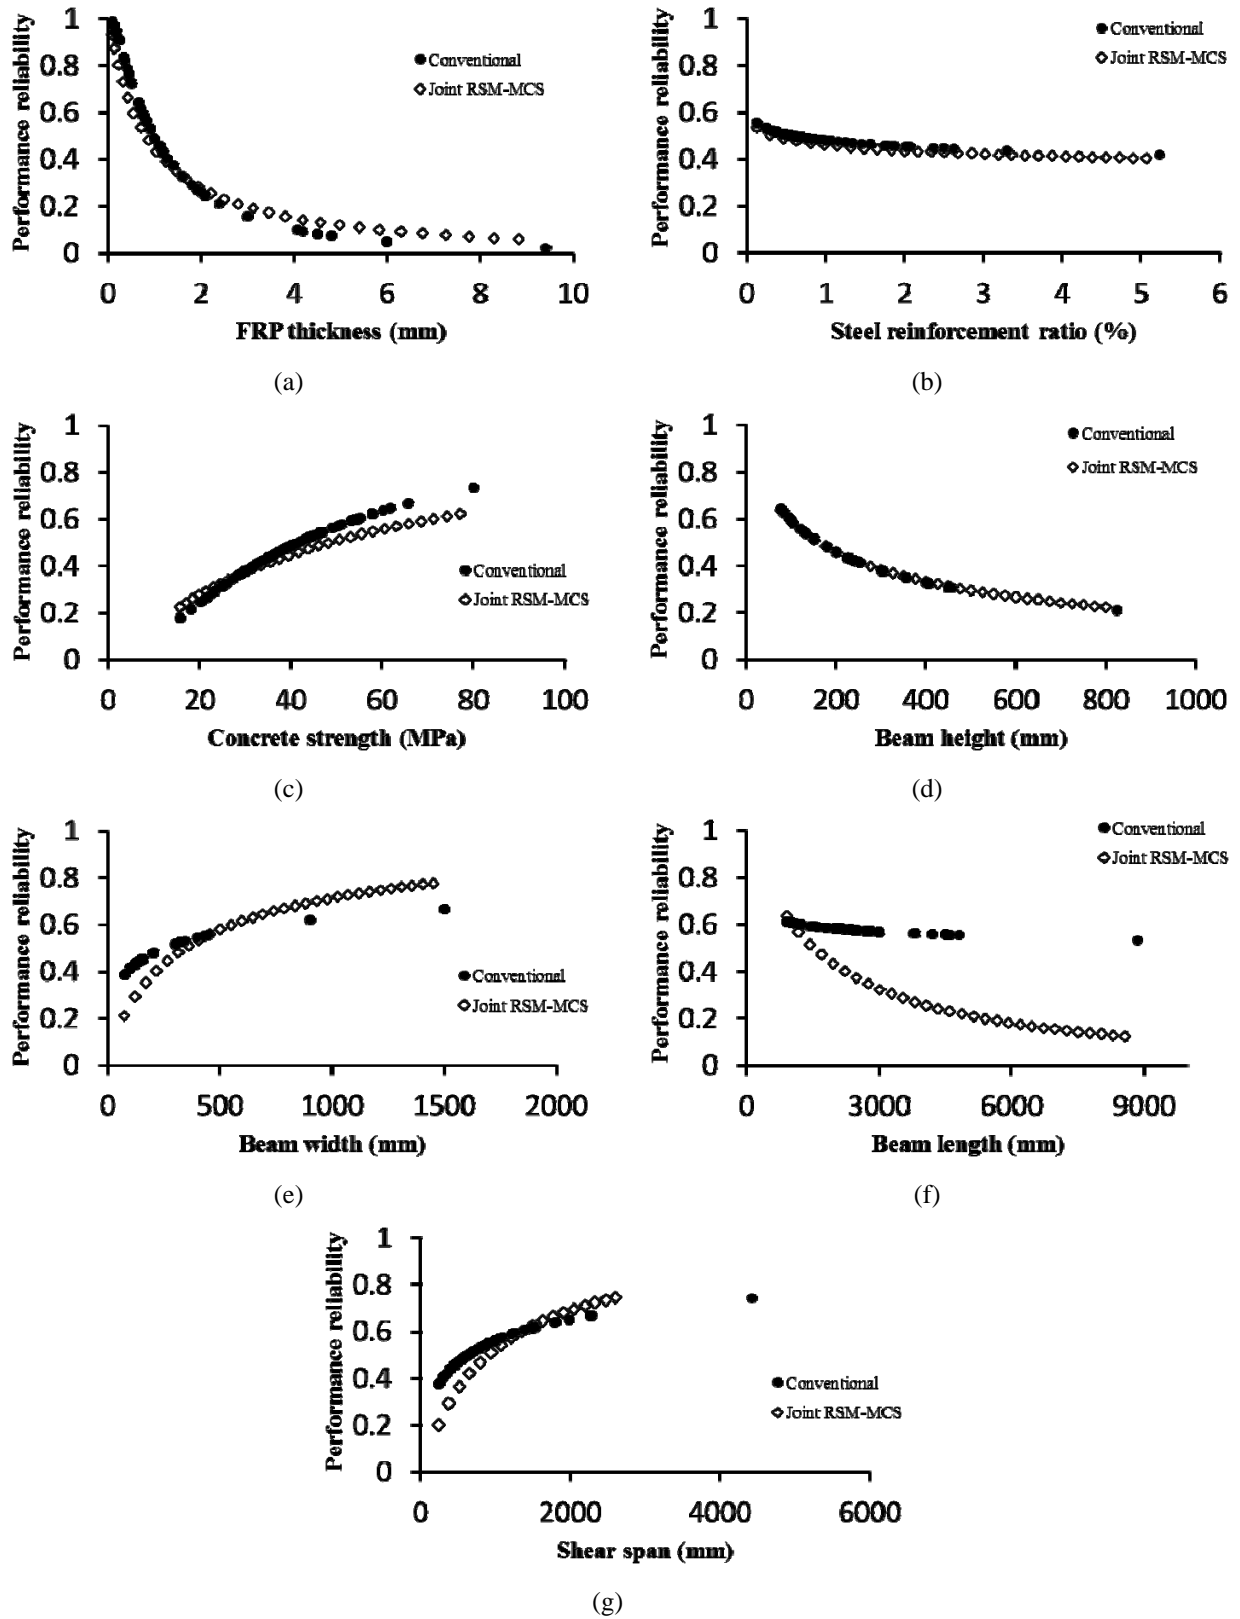 Performance reliability
1
0.8
0.6
0.4
0.2
0
Conventional
Joint RSM-MCS
0 2 4 6 8 10
FRP thickness (mm)
(a)
Performance reliability
1
0.8
0.6
0.4
0.2
0
Conventional
Joint RSM-MCS
0 1 2 3 4 5 6
Steel reinforcement ratio (%)
(b)
Performance reliability
1
0.8
0.6
0.4
0.2
0
Conventional
Joint RSM-MCS
0 20 40 60 80 100
Concrete strength (MPa)
(c)
Performance reliability
1
0.8
0.6
0.4
0.2
0
Conventional
Joint RSM-MCS
0 200 400 600 800 1000
Beam height (mm)
(d)
Performance reliability
1
0.8
0.6
0.4
0.2
0
Conventional
Joint RSM-MCS
0 500 1000 1500 2000
Beam width (mm)
(e)
Performance reliability
1
0.8
0.6
0.4
0.2
0
Conventional
Joint RSM-MCS
0 3000 6000 9000
Beam length (mm)
(f)
Performance reliability
1
0.8
0.6
0.4
0.2
0
Conventional
Joint RSM-MCS
0 2000 4000 6000
Shear span (mm)
(g)